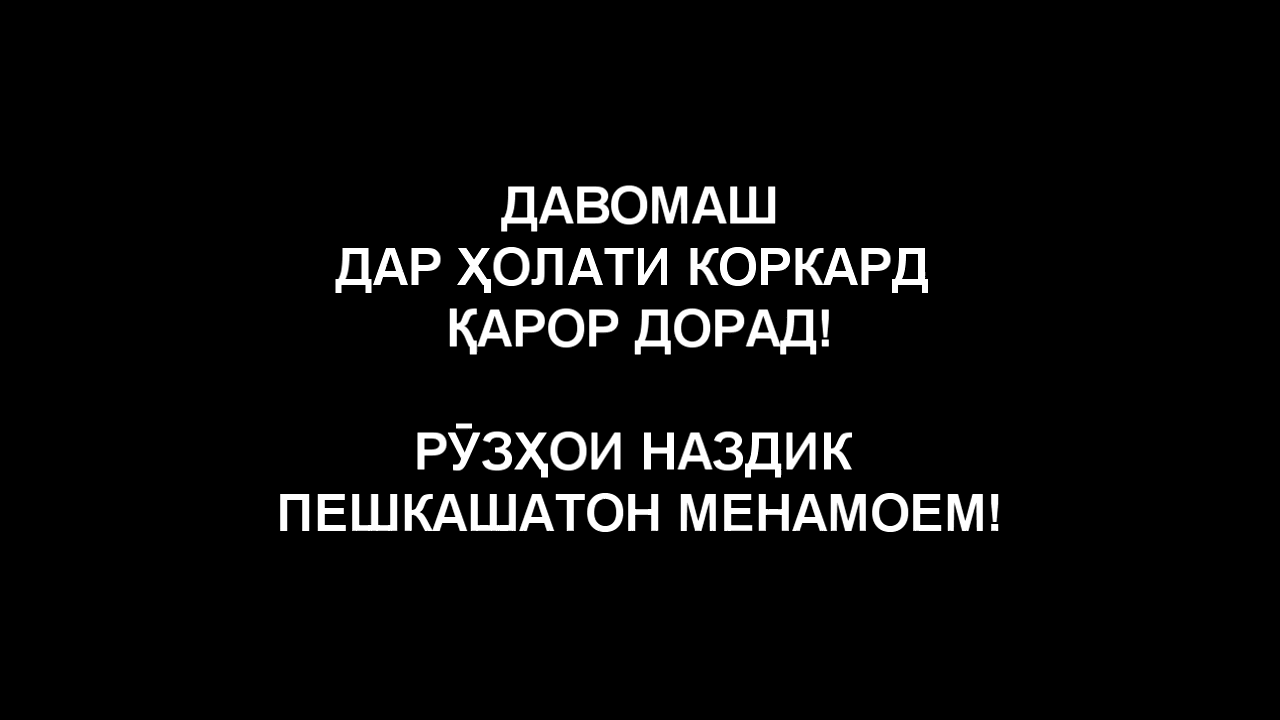 ДАВОМАШ
ДАР ҲОЛАТИ КОРКАРД
ҚАРОР ДОРАД!
РӮЗҲОИ НАЗДИК
ПЕШКАШАТОН МЕНАМОЕМ!